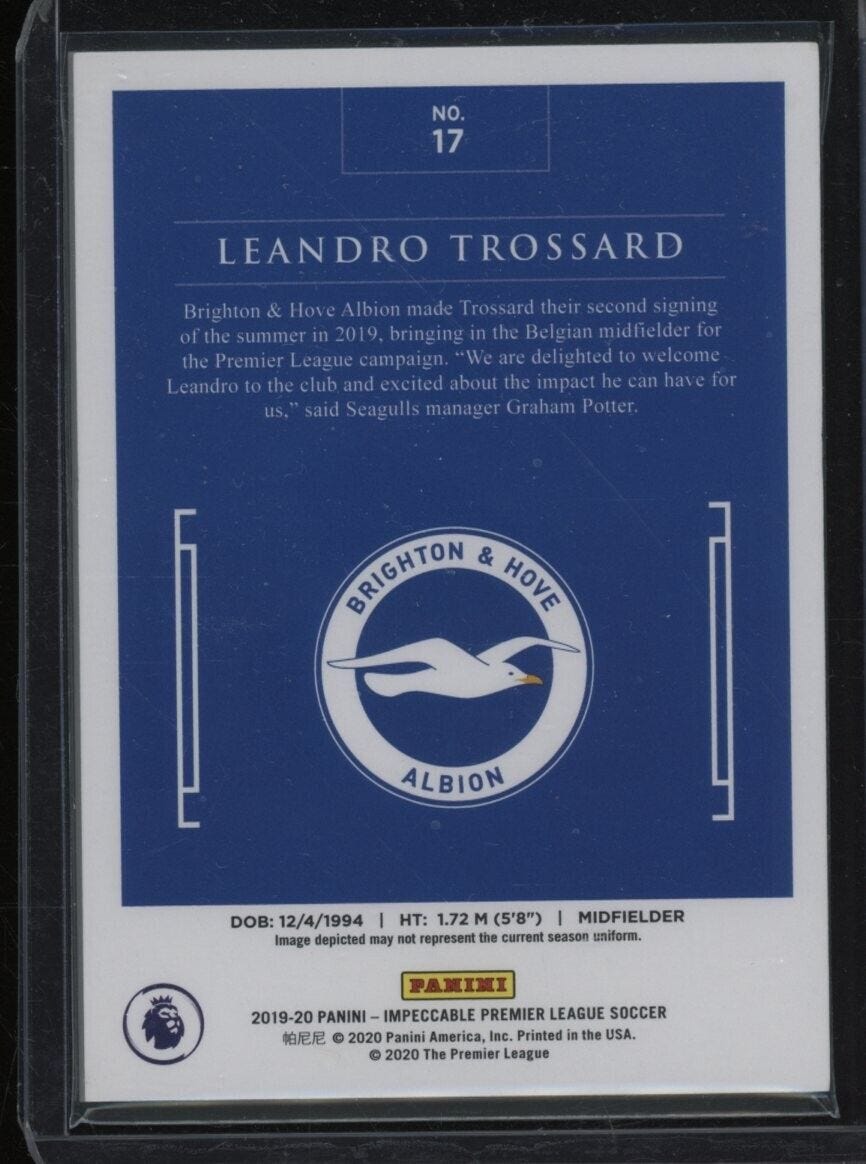 NO.
17
LEANDRO TROSSARD
Brighton & Hove Albion made Trossard their second signing
of the summer in 2019, bringing in the Belgian midfielder for
the Premier League campaign. “We are delighted to welcome
Leandro to the club and excited about the impact he can have for
us,” said Seagulls manager Graham Potter.
BRIGHTON & HOVE
ALBION
DOB: 12/4/1994 | HT: 1.72 M (5'8") | MIDFIELDER
Image depicted may not represent the current season uniform.
PANINI
2019-20 PANINI – IMPECCABLE PREMIER LEAGUE SOCCER
帕尼尼 © 2020 Panini America, Inc. Printed in the USA.
© 2020 The Premier League